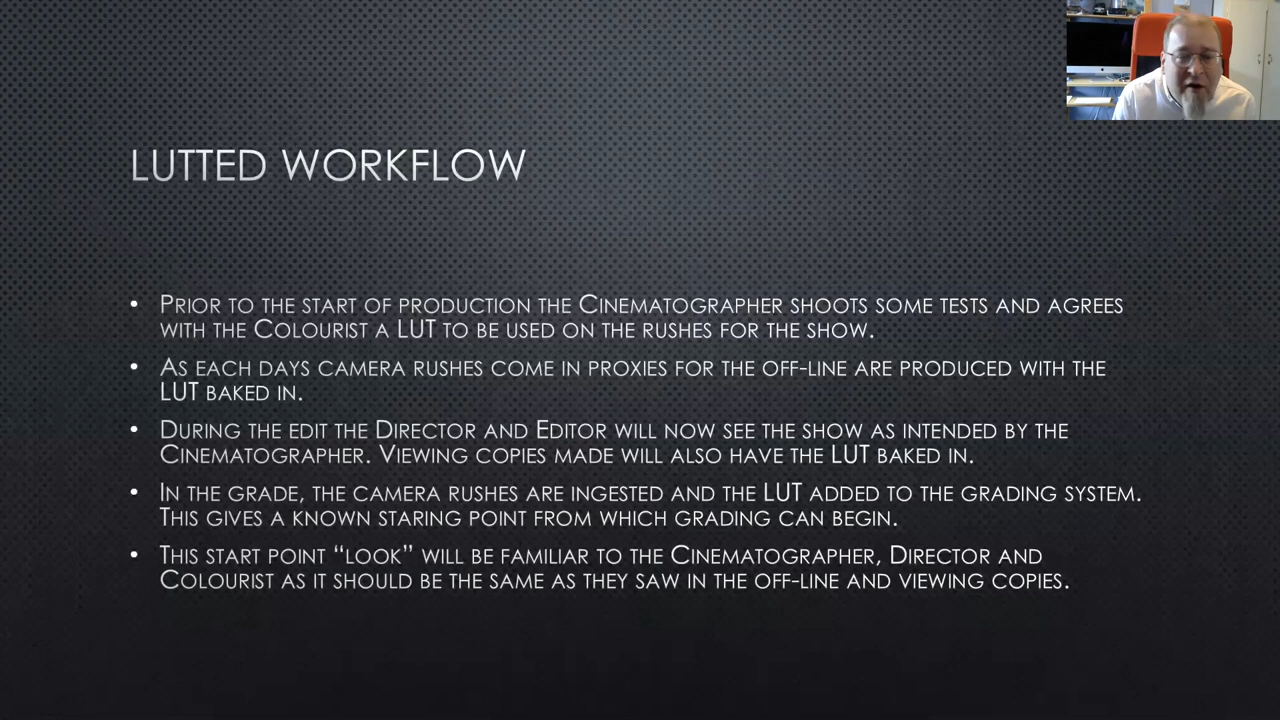 LUTTED WORKFLOW
• PRIOR TO THE START OF PRODUCTION THE CINEMATOGRAPHER SHOOTS SOME TESTS AND AGREES
WITH THE COLOURIST A LUT TO BE USED ON THE RUSHES FOR THE SHOW.
• AS EACH DAYS CAMERA RUSHES COME IN PROXIES FOR THE OFF-LINE ARE PRODUCED WITH THE
LUT BAKED IN.
• DURING THE EDIT THE DIRECTOR AND EDITOR WILL NOW SEE THE SHOW AS INTENDED BY THE
CINEMATOGRAPHER. VIEWING COPIES MADE WILL ALSO HAVE THE LUT BAKED IN.
• IN THE GRADE, THE CAMERA RUSHES ARE INGESTED AND THE LUT ADDED TO THE GRADING SYSTEM.
THIS GIVES A KNOWN STARING POINT FROM WHICH GRADING CAN BEGIN.
• THIS START POINT “LOOK” WILL BE FAMILIAR TO THE CINEMATOGRAPHER, DIRECTOR AND
COLOURIST AS IT SHOULD BE THE SAME AS THEY SAW IN THE OFF-LINE AND VIEWING COPIES.